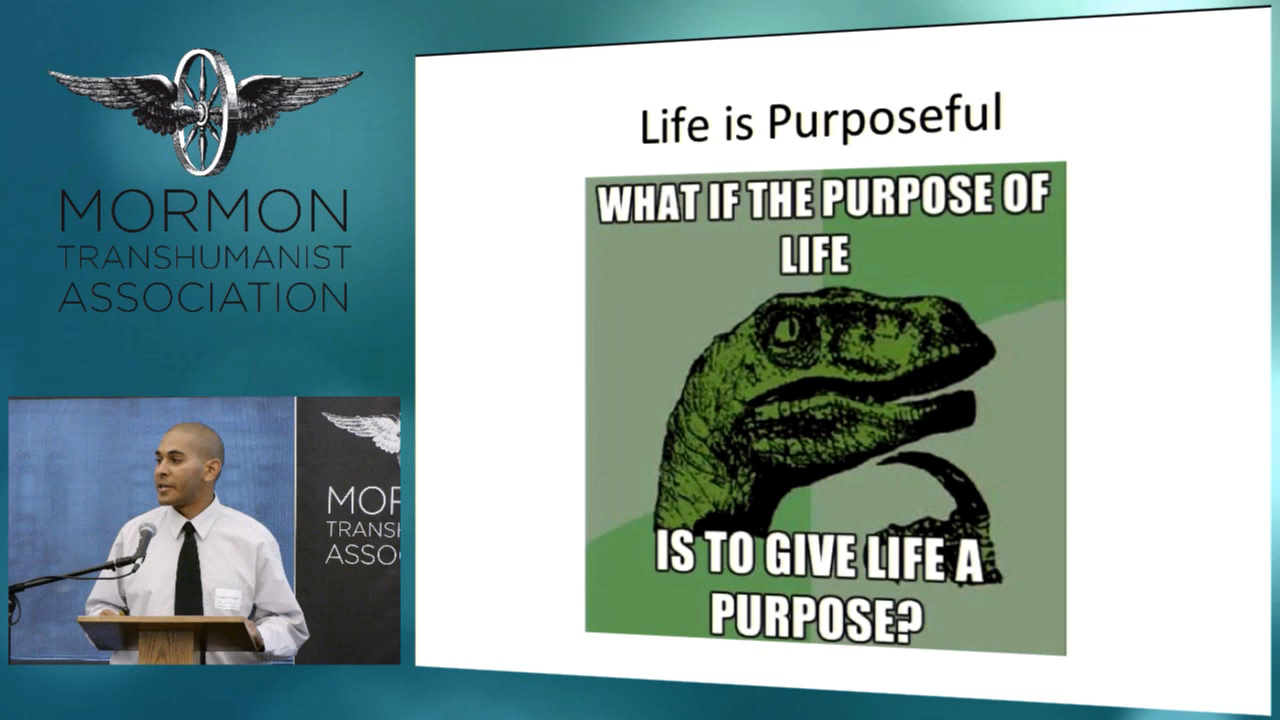 MORMON
TRANSHUMANIST
ASSOCIATION
Life is Purposeful
WHAT IF THE PURPOSE OF
LIFE
IS TO GIVE LIFE A
PURPOSE?
MOR
TRANSH
ASSO